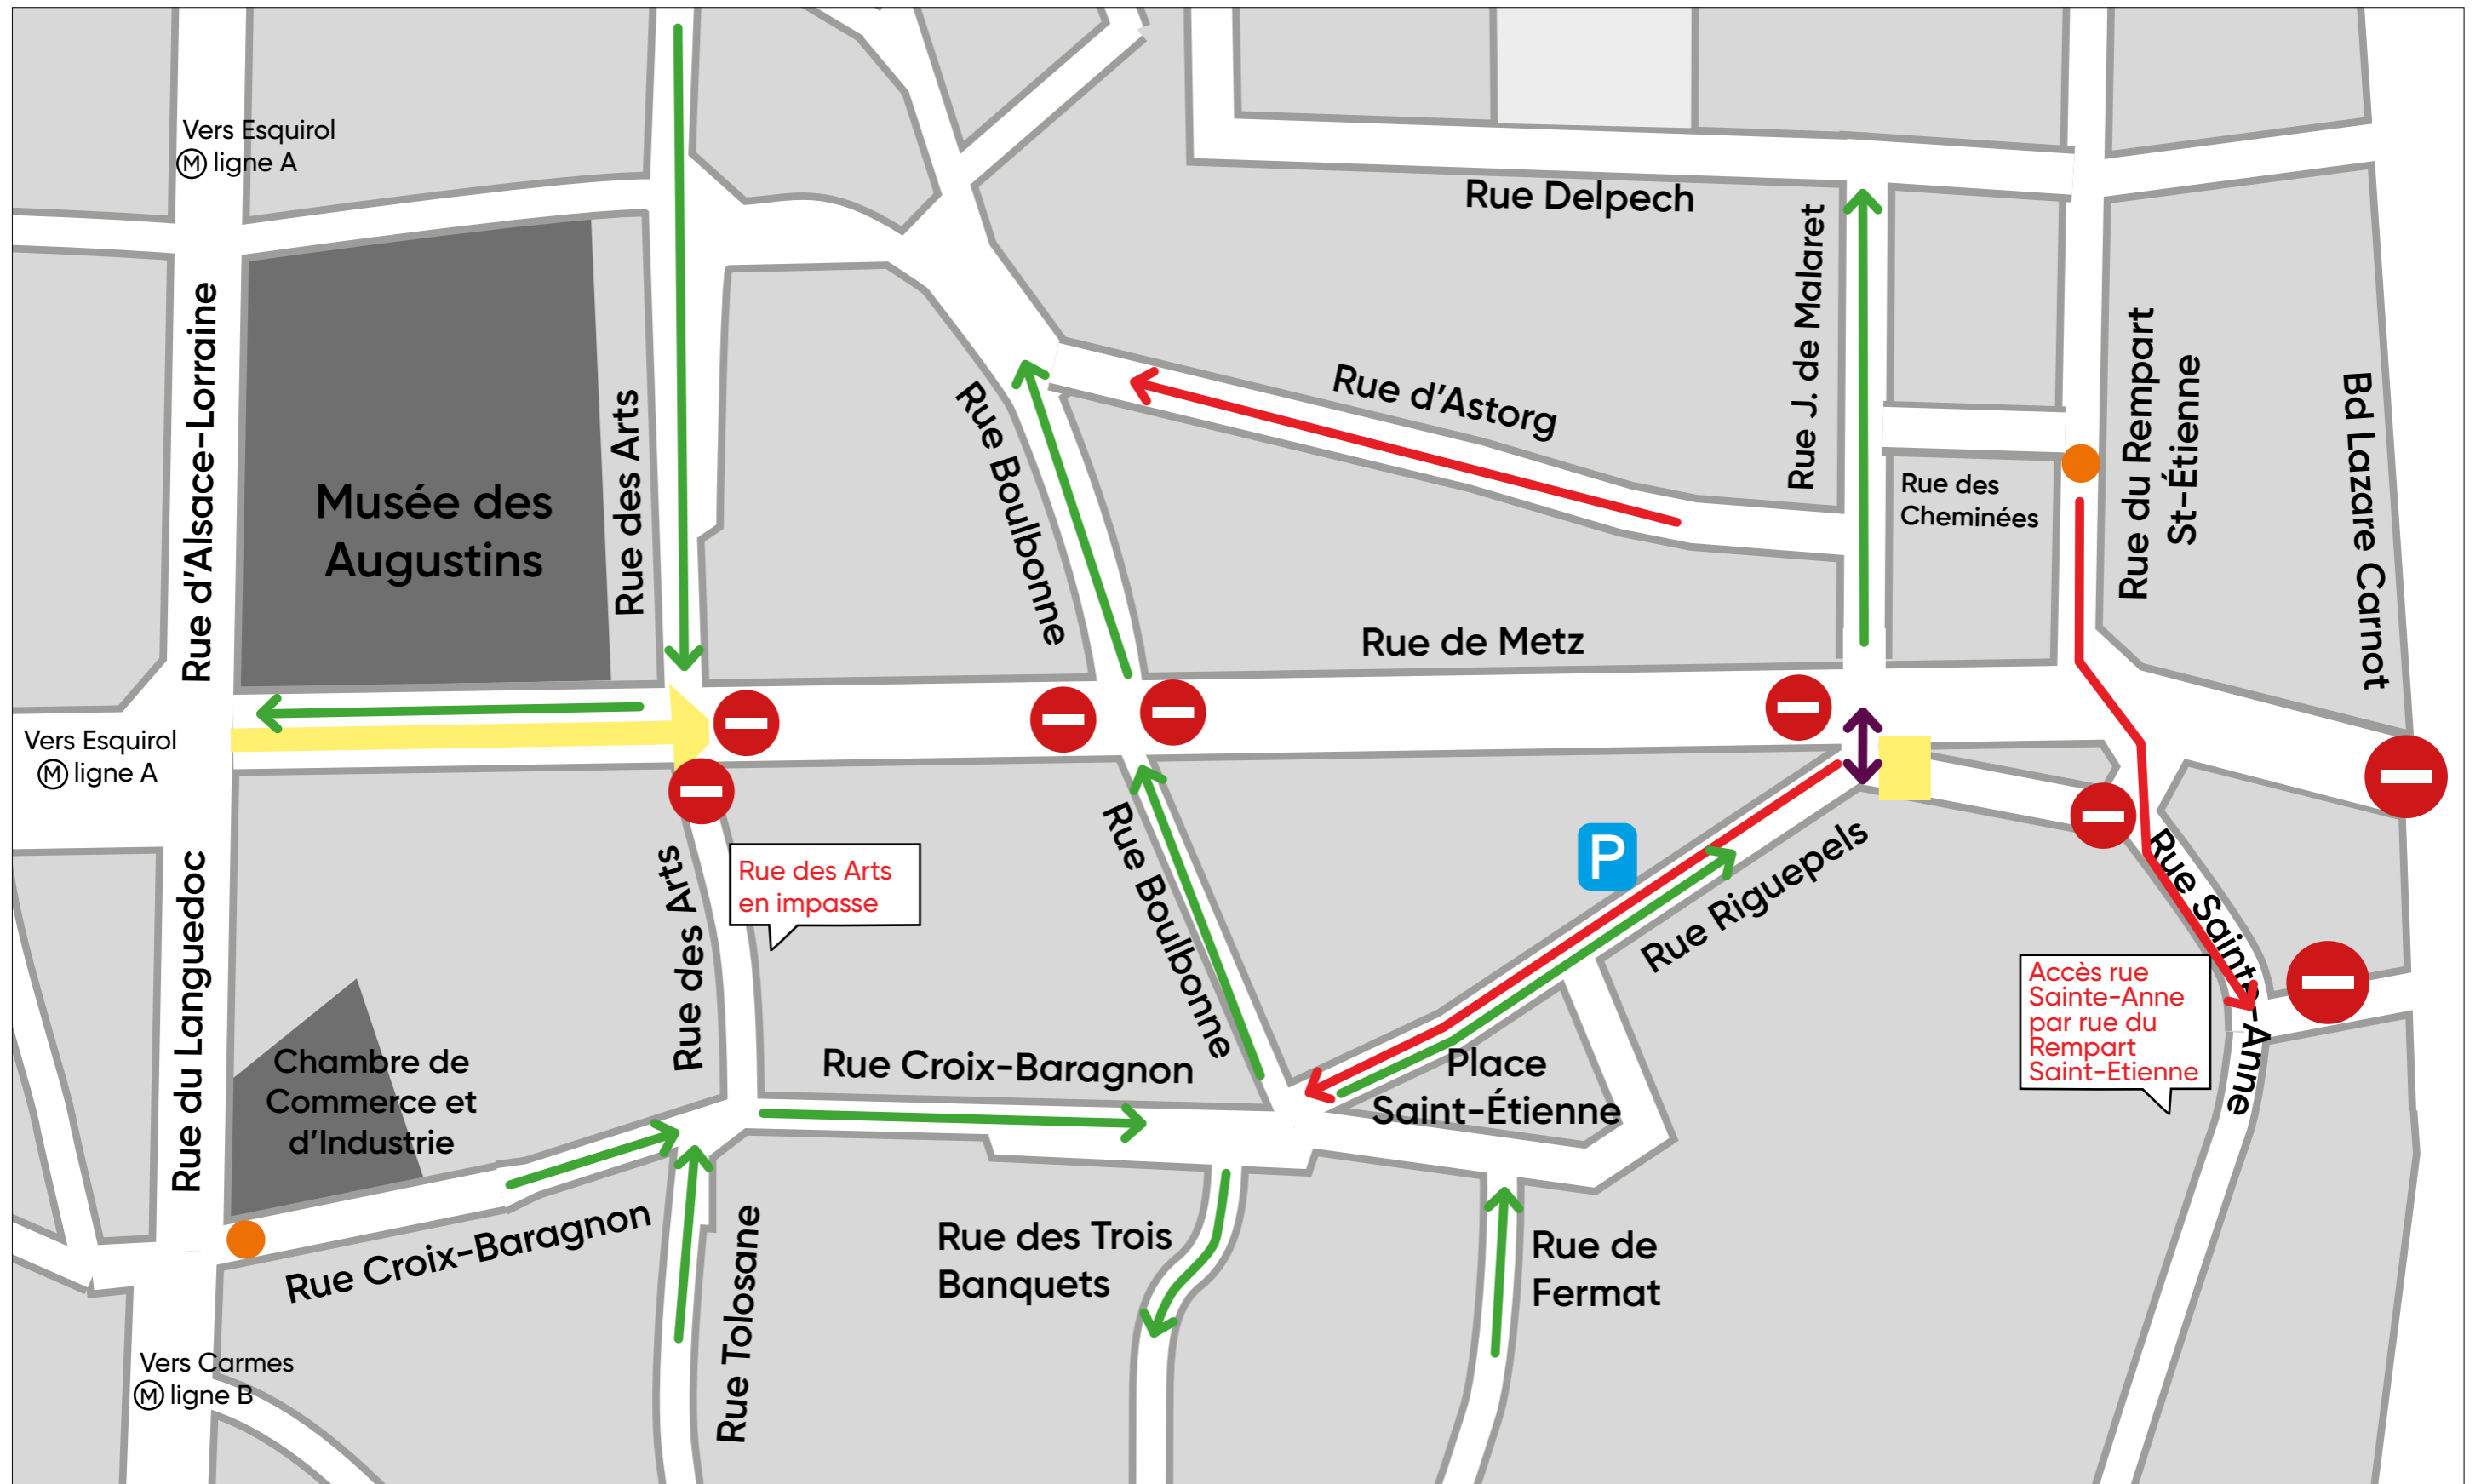 Vers Esquirol
M ligne A
Rue Delpech
Rue J. de Malaret
Rue d'Alsace-Lorraine
Musée des
Augustins
Rue des Arts
Rue Boulbonne
Rue d'Astorg
Rue des
Cheminées
Rue du Rempart
St-Étienne
Bd Lazare Carnot
Rue de Metz
Vers Esquirol
M ligne A
Rue du Languedoc
Rue des Arts
Rue des Arts
en impasse
Rue Boulbonne
P
Rue Riguepels
Rue Sainte-Anne
Accès rue
Sainte-Anne
par rue du
Rempart
Saint-Etienne
Chambre de
Commerce et
d'Industrie
Rue Croix-Baragnon
Place
Saint-Étienne
Rue Croix-Baragnon
Rue Tolosane
Rue des Trois
Banquets
Rue de
Fermat
Vers Carmes
M ligne B